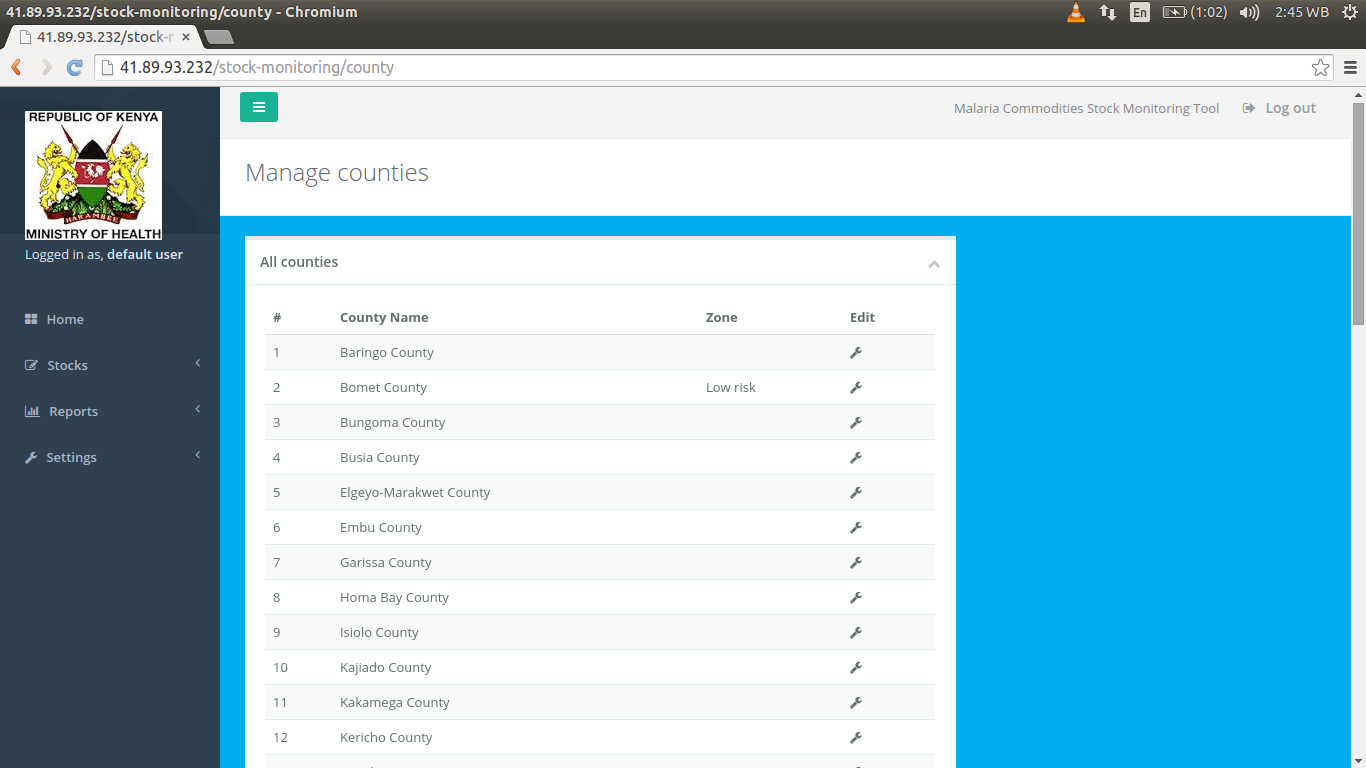 41.89.93.232/stock-monitoring/county - Chromium
En
(1:02)
2:45 WB
41.89.93.232/stock-r
41.89.93.232/stock-monitoring/county
REPUBLIC OF KENYA
HARAMBEE
MINISTRY OF HEALTH
Logged in as, default user
Home
Stocks
Reports
Settings
Malaria Commodities Stock Monitoring Tool
Log out
Manage counties
All counties
# County Name Zone Edit
1 Baringo County
2 Bomet County Low risk
3 Bungoma County
4 Busia County
5 Elgeyo-Marakwet County
6 Embu County
7 Garissa County
8 Homa Bay County
9 Isiolo County
10 Kajiado County
11 Kakamega County
12 Kericho County